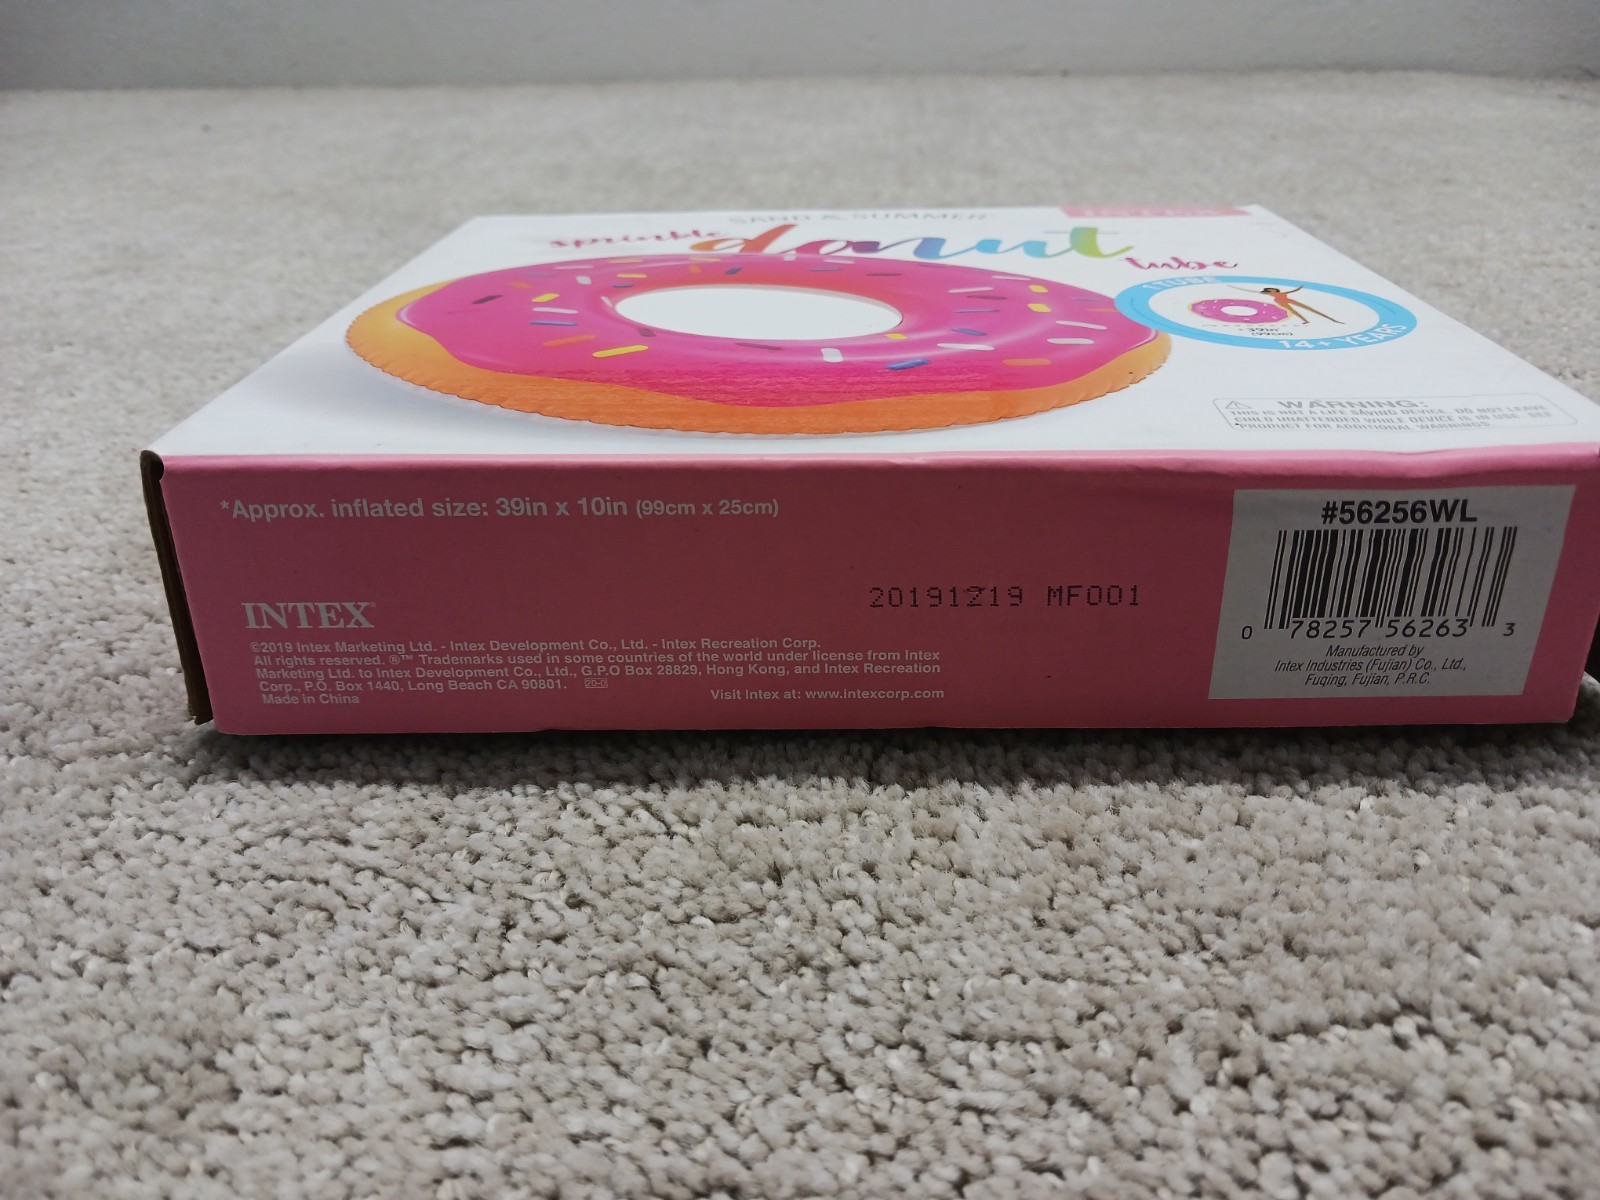 SAND & SUMMER
sprinkle donut tube
1 TUBE
39in*
(99cm)
14+ YEARS
WARNING:
THIS IS NOT A LIFE SAVING DEVICE. DO NOT LEAVE
CHILD UNATTENDED WHILE DEVICE IS IN USE. SEE
PRODUCT FOR ADDITIONAL WARNINGS
*Approx. inflated size: 39in x 10in (99cm x 25cm)
20191219 MF001
INTEX®
©2019 Intex Marketing Ltd. - Intex Development Co., Ltd. - Intex Recreation Corp.
All rights reserved. ®™ Trademarks used in some countries of the world under license from Intex
Marketing Ltd. to Intex Development Co., Ltd., G.P.O Box 28829, Hong Kong, and Intex Recreation
Corp., P.O. Box 1440, Long Beach CA 90801. 20-0
Made in China
Visit Intex at: www.intexcorp.com
#56256WL
0 78257 56263 3
Manufactured by
Intex Industries (Fujian) Co., Ltd.,
Fuqing, Fujian, P.R.C.